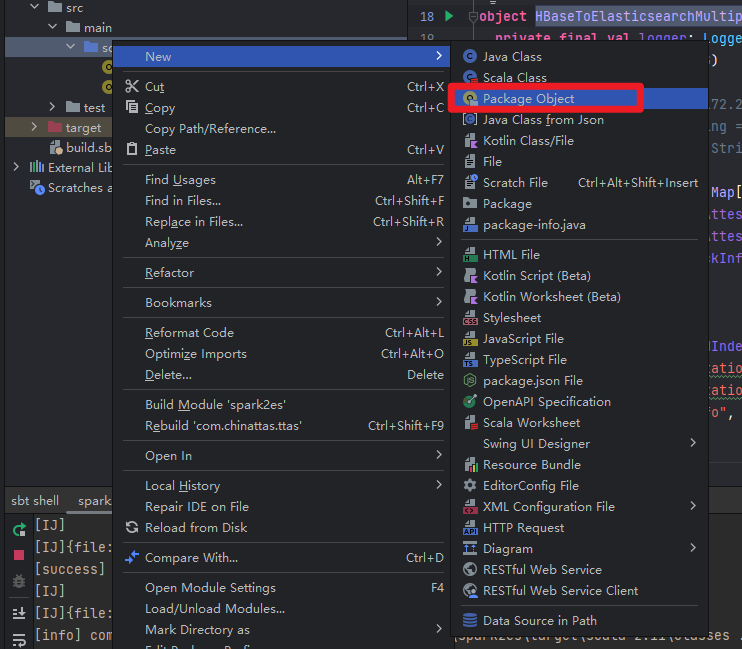 src
main
sc
test
target
build.sb
External Lib
Scratches a
18
object HBaseToElasticsearchMultip
19
private final val logger: Logge
172.2
Map[
ckInf
New
Cut Ctrl+X
Copy Ctrl+C
Copy Path/Reference...
Paste Ctrl+V
Find Usages Alt+F7
Find in Files... Ctrl+Shift+F
Replace in Files... Ctrl+Shift+R
Analyze
Refactor
Bookmarks
Reformat Code Ctrl+Alt+L
Optimize Imports Ctrl+Alt+O
Delete... Delete
Build Module 'spark2es'
Rebuild 'com.chinattas.ttas' Ctrl+Shift+F9
Open In
Local History
Repair IDE on File
Reload from Disk
Compare With... Ctrl+D
Open Module Settings F4
Load/Unload Modules...
Mark Directory as
Java Class
Scala Class
Package Object
Java Class from Json
Kotlin Class/File
File
Scratch File Ctrl+Alt+Shift+Insert
Package
package-info.java
HTML File
Kotlin Script (Beta)
Kotlin Worksheet (Beta)
Stylesheet
JavaScript File
TypeScript File
package.json File
OpenAPI Specification
Scala Worksheet
Swing UI Designer
Resource Bundle
EditorConfig File
XML Configuration File
HTTP Request
Diagram
RESTful Web Service
RESTful Web Service Client
Data Source in Path
sbt shell spark
[IJ]
[IJ]{file:
[success]
[IJ]
[IJ]{file:
[info] com